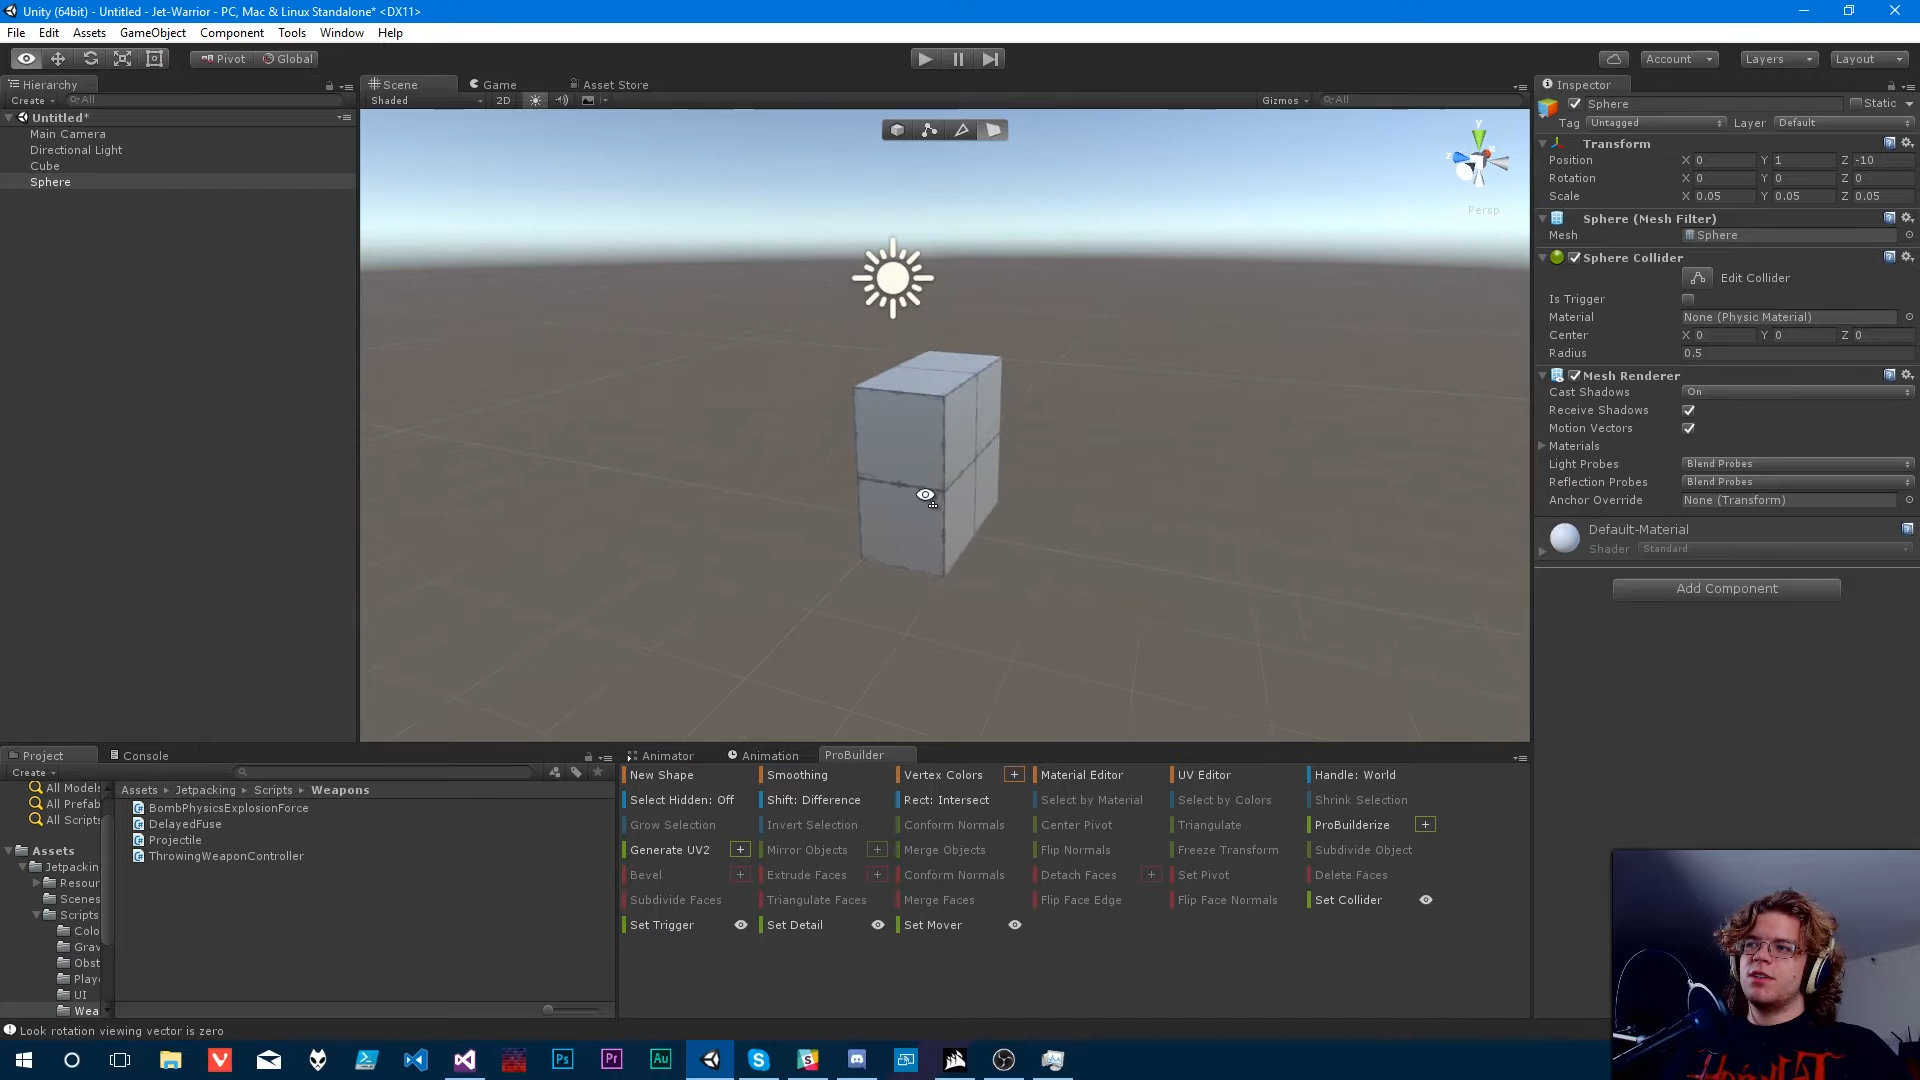 Unity (64bit) - Untitled - Jet-Warrior - PC, Mac & Linux Standalone* <DX11>
File Edit Assets GameObject Component Tools Window Help
Pivot Global Account Layers Layout
Hierarchy
Create All
Untitled*
Main Camera
Directional Light
Cube
Sphere
Scene Game Asset Store
Shaded 2D Gizmos All
y
z
x
Persp
Inspector
Sphere Static
Tag Untagged Layer Default
Transform
Position X 0 Y 1 Z -10
Rotation X 0 Y 0 Z 0
Scale X 0.05 Y 0.05 Z 0.05
Sphere (Mesh Filter)
Mesh Sphere
Sphere Collider
Edit Collider
Is Trigger
Material None (Physic Material)
Center X 0 Y 0 Z 0
Radius 0.5
Mesh Renderer
Cast Shadows On
Receive Shadows
Motion Vectors
Materials
Light Probes Blend Probes
Reflection Probes Blend Probes
Anchor Override None (Transform)
Default-Material
Shader Standard
Add Component
Project Console
Create
All Models
All Prefab
All Scripts
Assets
Jetpackin
Resour
Scenes
Scripts
Colo
Grav
Obst
Playe
UI
Wea
Assets Jetpacking Scripts Weapons
BombPhysicsExplosionForce
DelayedFuse
Projectile
ThrowingWeaponController
Animator Animation ProBuilder
New Shape Smoothing Vertex Colors + Material Editor UV Editor Handle: World
Select Hidden: Off Shift: Difference Rect: Intersect Select by Material Select by Colors Shrink Selection
Grow Selection Invert Selection Conform Normals Center Pivot Triangulate ProBuilderize +
Generate UV2 + Mirror Objects + Merge Objects Flip Normals Freeze Transform Subdivide Object
Bevel + Extrude Faces + Conform Normals Detach Faces + Set Pivot Delete Faces
Subdivide Faces Triangulate Faces Merge Faces Flip Face Edge Flip Face Normals Set Collider
Set Trigger Set Detail Set Mover
Look rotation viewing vector is zero
Ps Pr Au